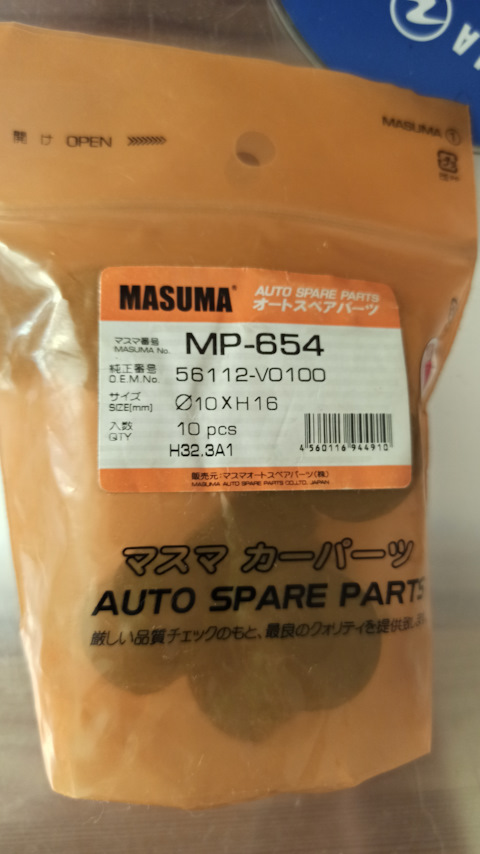 開け OPEN »»»»
MASUMA ①
MASUMA® AUTO SPARE PARTS
オートスペアパーツ
マスマ番号
MASUMA No. MP-654
純正番号
O.E.M.No. 56112-V0100
サイズ
SIZE[mm] Ø10XH16
入数
QTY 10 pcs
H32.3A1
4 560116 944910
販売元:マスマオートスペアパーツ(株)
MASUMA AUTO SPARE PARTS CO.,LTD. JAPAN
マスマ カーパーツ
AUTO SPARE PARTS
厳しい品質チェックのもと、最良のクオリティを提供致